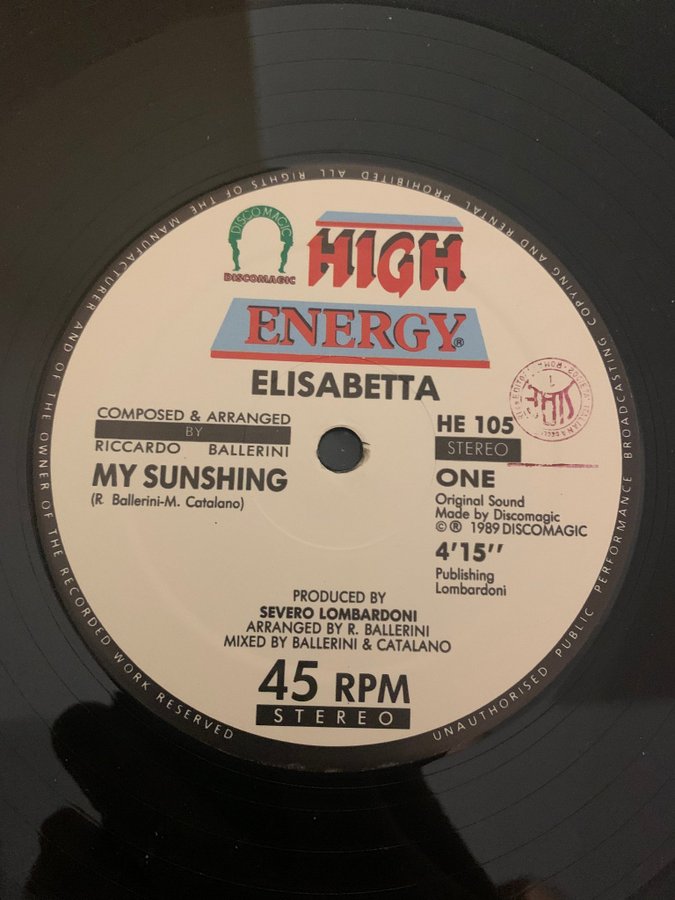 DISCOMAGIC
DISCOMAGIC
HIGH
ENERGY®
ELISABETTA
COMPOSED & ARRANGED
BY
RICCARDO BALLERINI
MY SUNSHING
(R. Ballerini-M. Catalano)
HE 105
STEREO
ONE
Original Sound
Made by Discomagic
© ® 1989 DISCOMAGIC
4'15''
Publishing
Lombardoni
PRODUCED BY
SEVERO LOMBARDONI
ARRANGED BY R. BALLERINI
MIXED BY BALLERINI & CATALANO
45 RPM
STEREO
ALL RIGHTS OF THE MANUFACTURER AND OF THE OWNER OF THE RECORDED WORK RESERVED
UNAUTHORISED PUBLIC PERFORMANCE BROADCASTING COPYING AND RENTAL PROHIBITED
SIAE